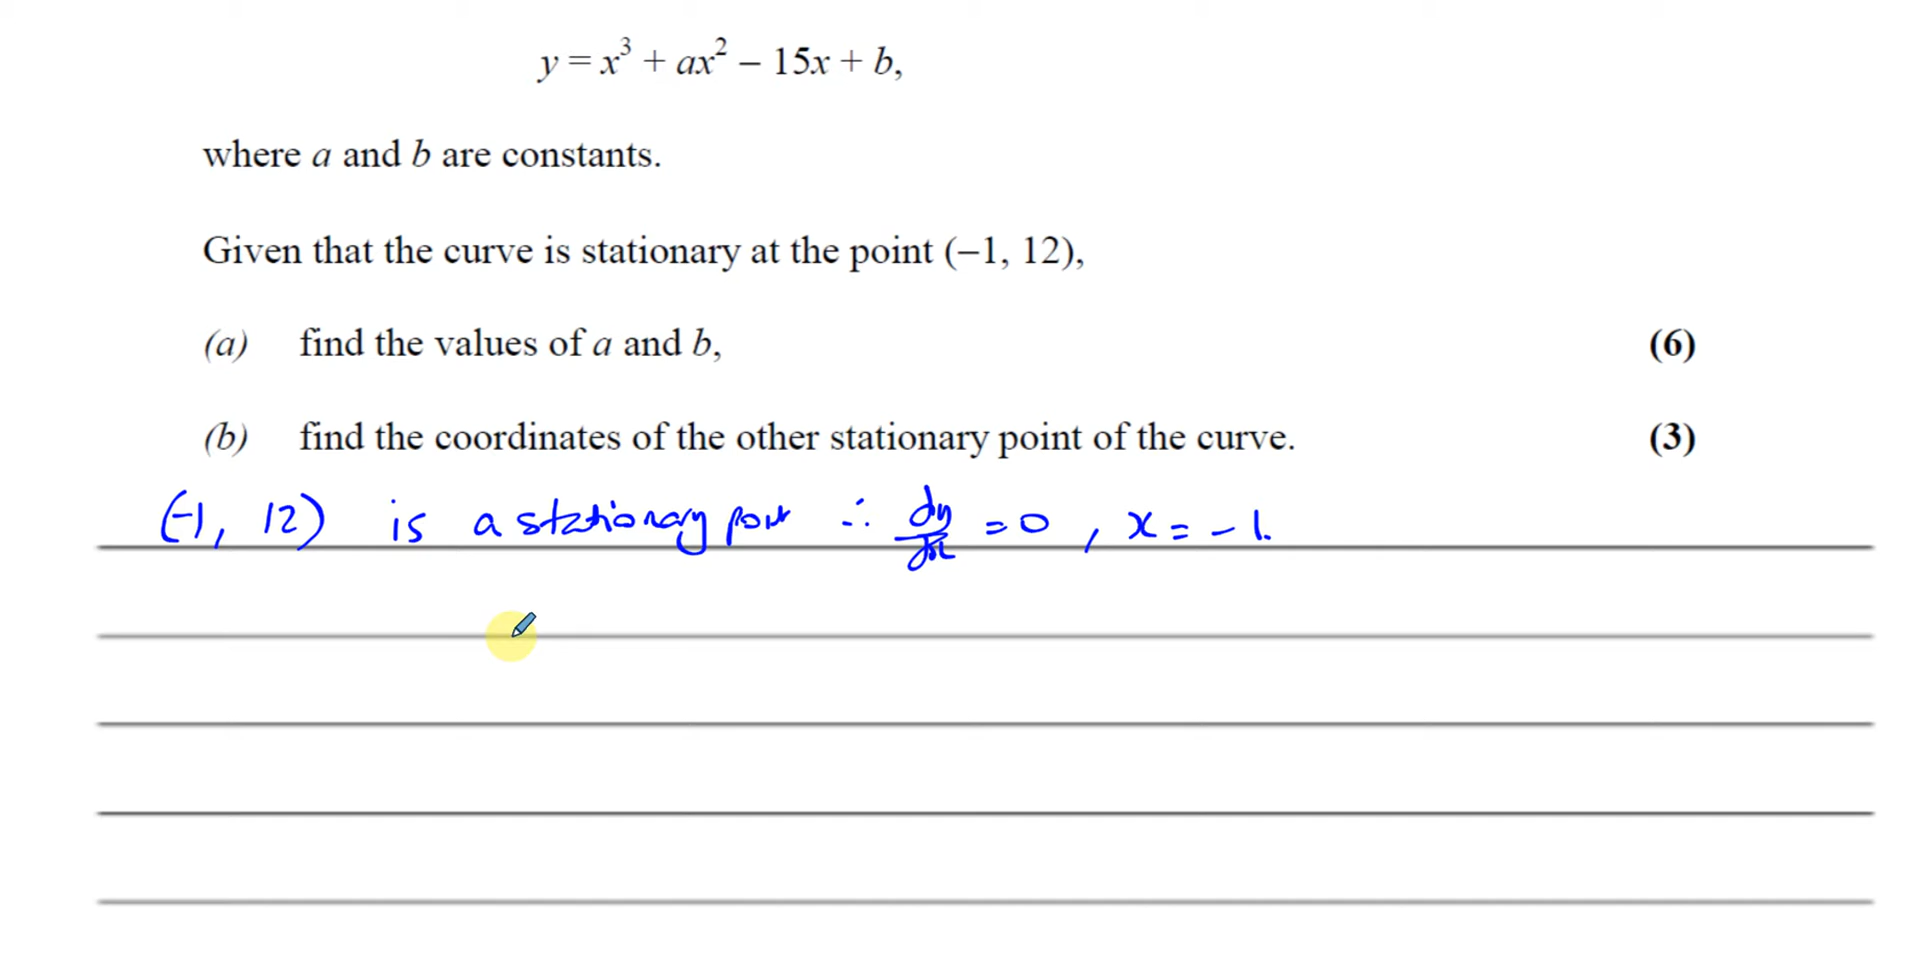 y = x³ + ax² – 15x + b,
where a and b are constants.
Given that the curve is stationary at the point (–1, 12),
(a) find the values of a and b, (6)
(b) find the coordinates of the other stationary point of the curve. (3)
(-1, 12) is a stationary point ∴ dy/dx = 0, x = -1.